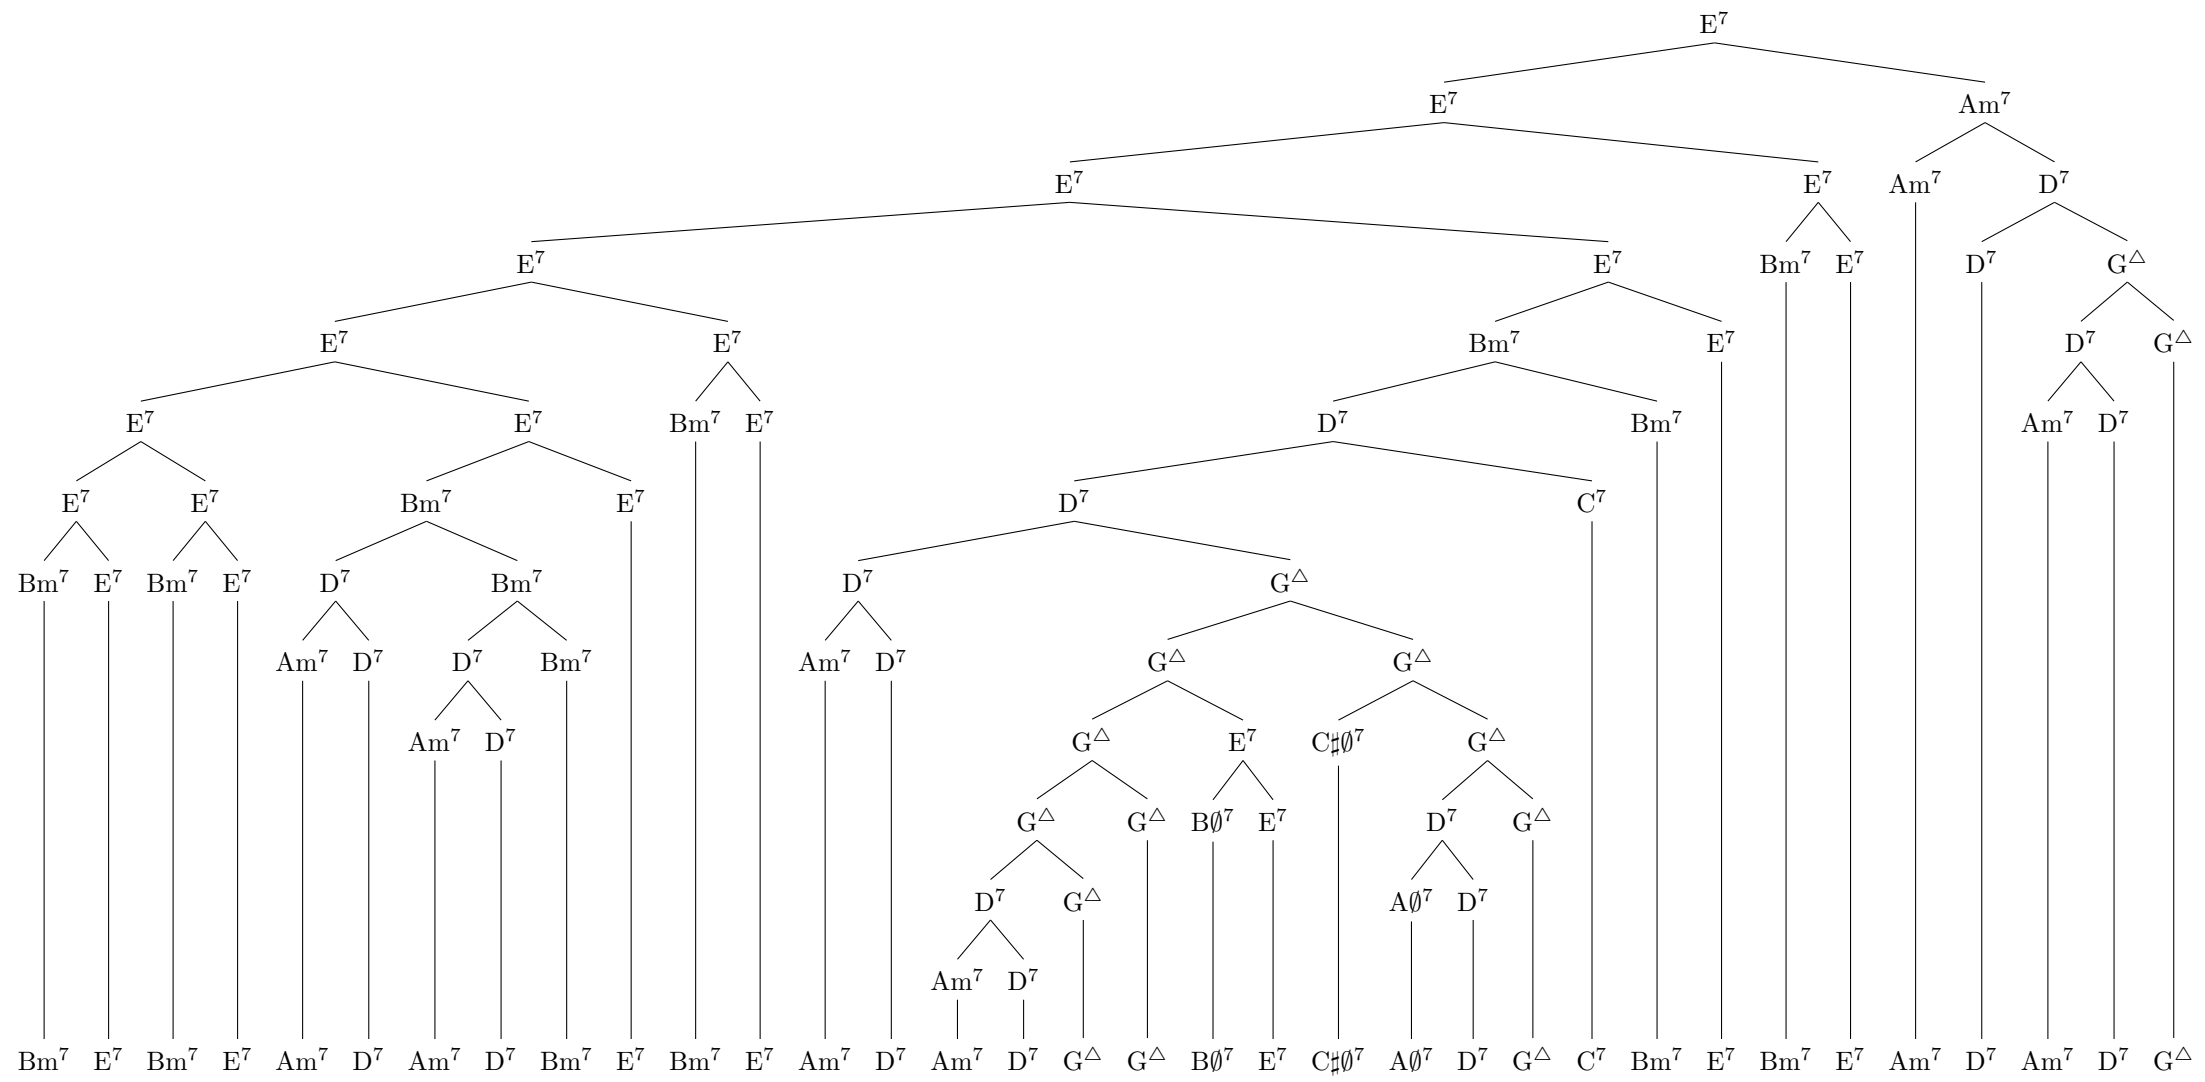 E⁷
E⁷ Am⁷
E⁷ E⁷ Am⁷ D⁷
E⁷ E⁷ Bm⁷ E⁷ D⁷ G△
E⁷ E⁷ Bm⁷ E⁷ D⁷ G△
E⁷ E⁷ Bm⁷ E⁷ D⁷ Bm⁷ Am⁷ D⁷
E⁷ E⁷ Bm⁷ E⁷ D⁷ C⁷
Bm⁷ E⁷ Bm⁷ E⁷ D⁷ Bm⁷ D⁷ G△
Am⁷ D⁷ D⁷ Bm⁷ Am⁷ D⁷ G△ G△
Am⁷ D⁷ G△ E⁷ C♯∅⁷ G△
G△ G△ B∅⁷ E⁷ D⁷ G△
D⁷ G△ A∅⁷ D⁷
Am⁷ D⁷
Bm⁷ E⁷ Bm⁷ E⁷ Am⁷ D⁷ Am⁷ D⁷ Bm⁷ E⁷ Bm⁷ E⁷ Am⁷ D⁷ Am⁷ D⁷ G△ G△ B∅⁷ E⁷ C♯∅⁷ A∅⁷ D⁷ G△ C⁷ Bm⁷ E⁷ Bm⁷ E⁷ Am⁷ D⁷ Am⁷ D⁷ G△